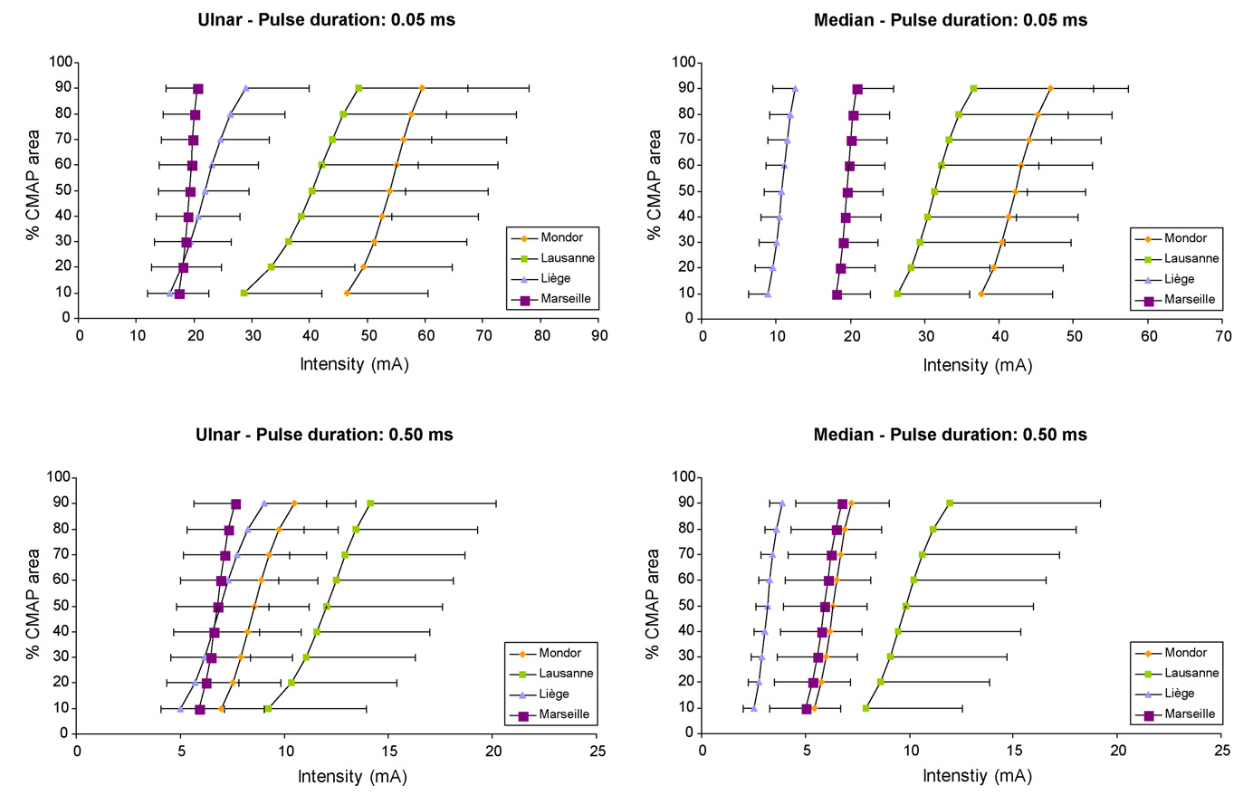 Ulnar - Pulse duration: 0.05 ms
100
90
80
70
60
50
40
30
20
10
0
% CMAP area
0 10 20 30 40 50 60 70 80 90
Intensity (mA)
Mondor
Lausanne
Liège
Marseille
Median - Pulse duration: 0.05 ms
100
90
80
70
60
50
40
30
20
10
0
% CMAP area
0 10 20 30 40 50 60 70
Intensity (mA)
Mondor
Lausanne
Liège
Marseille
Ulnar - Pulse duration: 0.50 ms
100
90
80
70
60
50
40
30
20
10
0
% CMAP area
0 5 10 15 20 25
Intensity (mA)
Mondor
Lausanne
Liège
Marseille
Median - Pulse duration: 0.50 ms
100
90
80
70
60
50
40
30
20
10
0
% CMAP area
0 5 10 15 20 25
Intenstiy (mA)
Mondor
Lausanne
Liège
Marseille